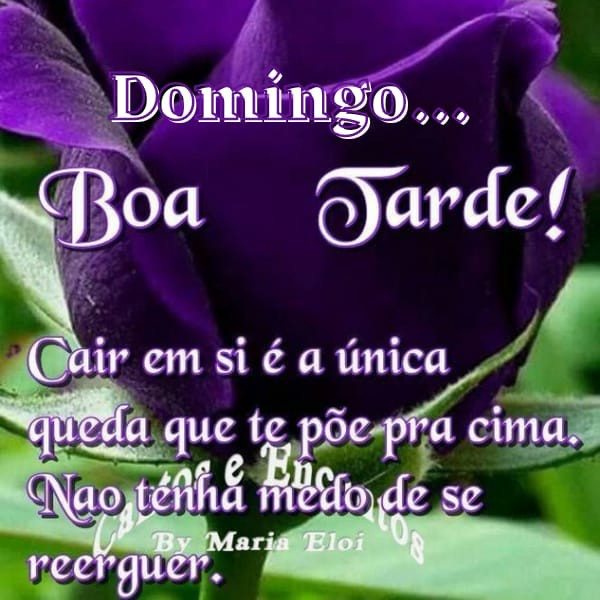 Domingo...
Boa Tarde!
Cair em si é a única
queda que te põe pra cima.
Nao tenha medo de se
reerguer.
Cantos e Encantos
By Maria Eloi